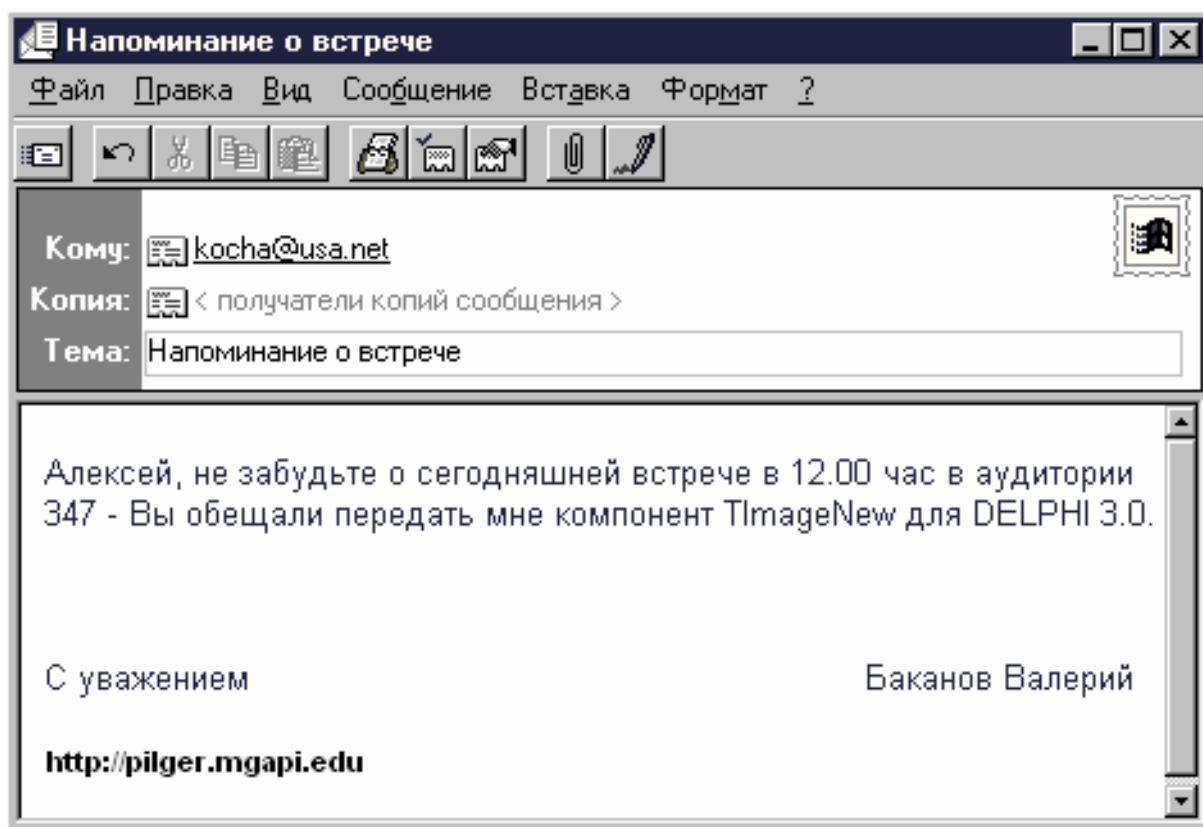 Напоминание о встрече
Файл Правка Вид Сообщение Вставка Формат ?
Кому: kocha@usa.net
Копия: < получатели копий сообщения >
Тема: Напоминание о встрече
Алексей, не забудьте о сегодняшней встрече в 12.00 час в аудитории
347 - Вы обещали передать мне компонент TImageNew для DELPHI 3.0.
С уважением Баканов Валерий
http://pilger.mgapi.edu